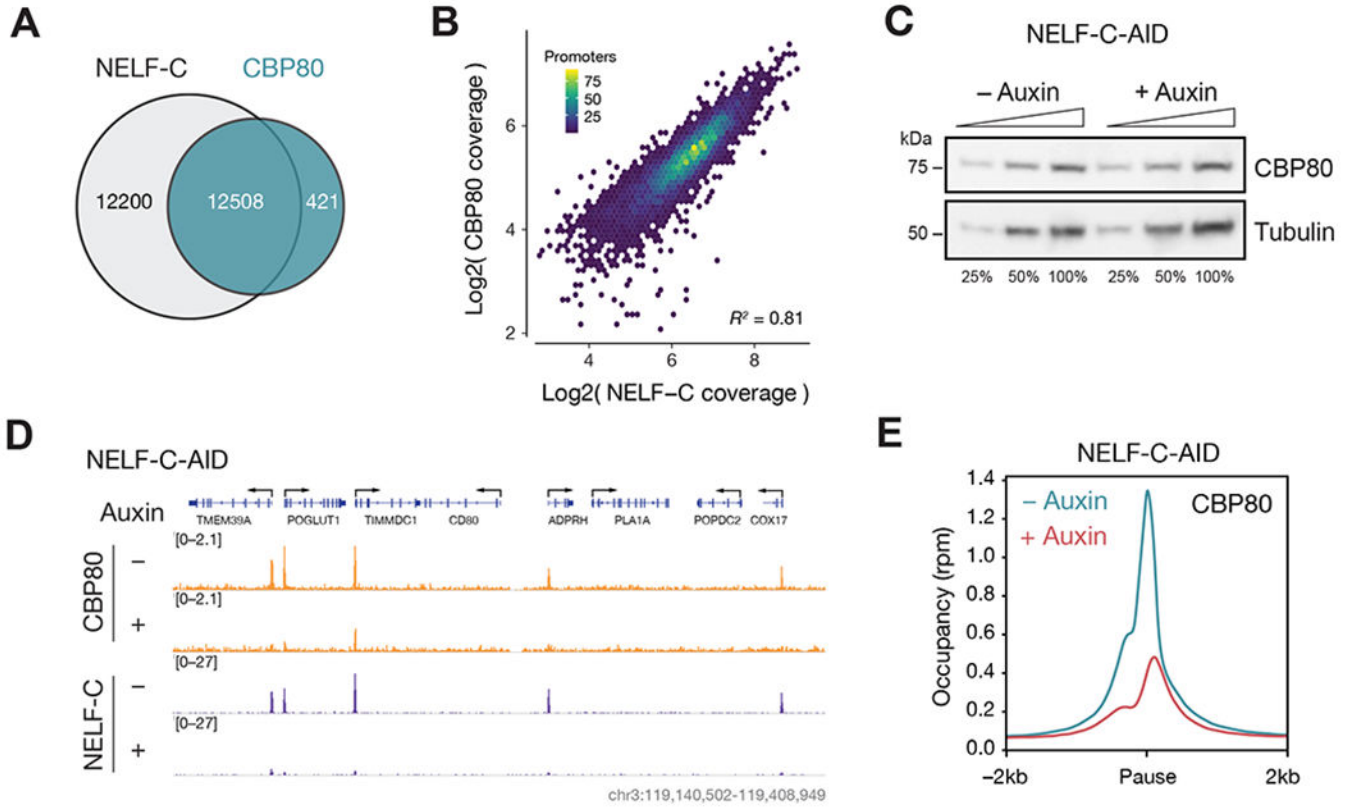 A
NELF-C CBP80
12200 12508 421
B
Promoters
75
50
25
Log2( CBP80 coverage )
6
4
2
R² = 0.81
4 6 8
Log2( NELF−C coverage )
C
NELF-C-AID
− Auxin + Auxin
kDa
75 CBP80
50 Tubulin
25% 50% 100% 25% 50% 100%
D
NELF-C-AID
Auxin
TMEM39A POGLUT1 TIMMDC1 CD80 ADPRH PLA1A POPDC2 COX17
CBP80
−
[0–2.1]
+
[0–2.1]
NELF-C
−
[0–27]
+
[0–27]
chr3:119,140,502-119,408,949
E
NELF-C-AID
Occupancy (rpm)
1.4
1.2
1.0
0.8
0.6
0.4
0.2
0.0
− Auxin
+ Auxin
CBP80
−2kb Pause 2kb